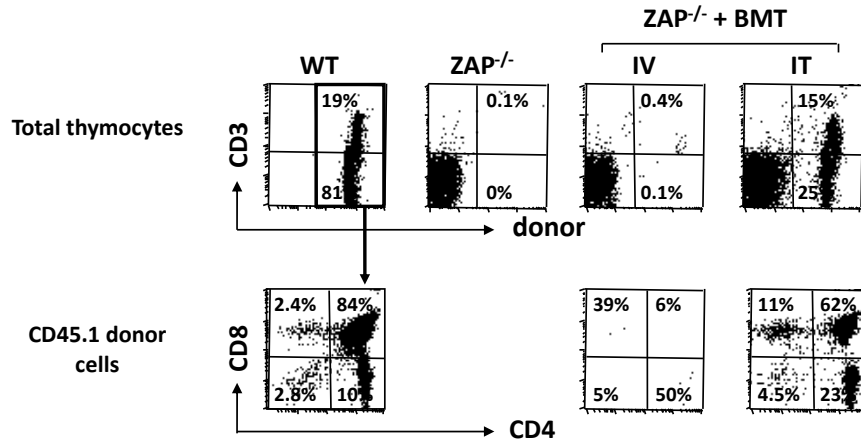 ZAP-/- + BMT
WT
ZAP-/-
IV
IT
Total thymocytes
CD3
19%
81
0.1%
0%
0.4%
0.1%
15%
25
donor
CD45.1 donor
cells
CD8
2.4% 84%
2.8% 10%
39% 6%
5% 50%
11% 62%
4.5% 23
CD4